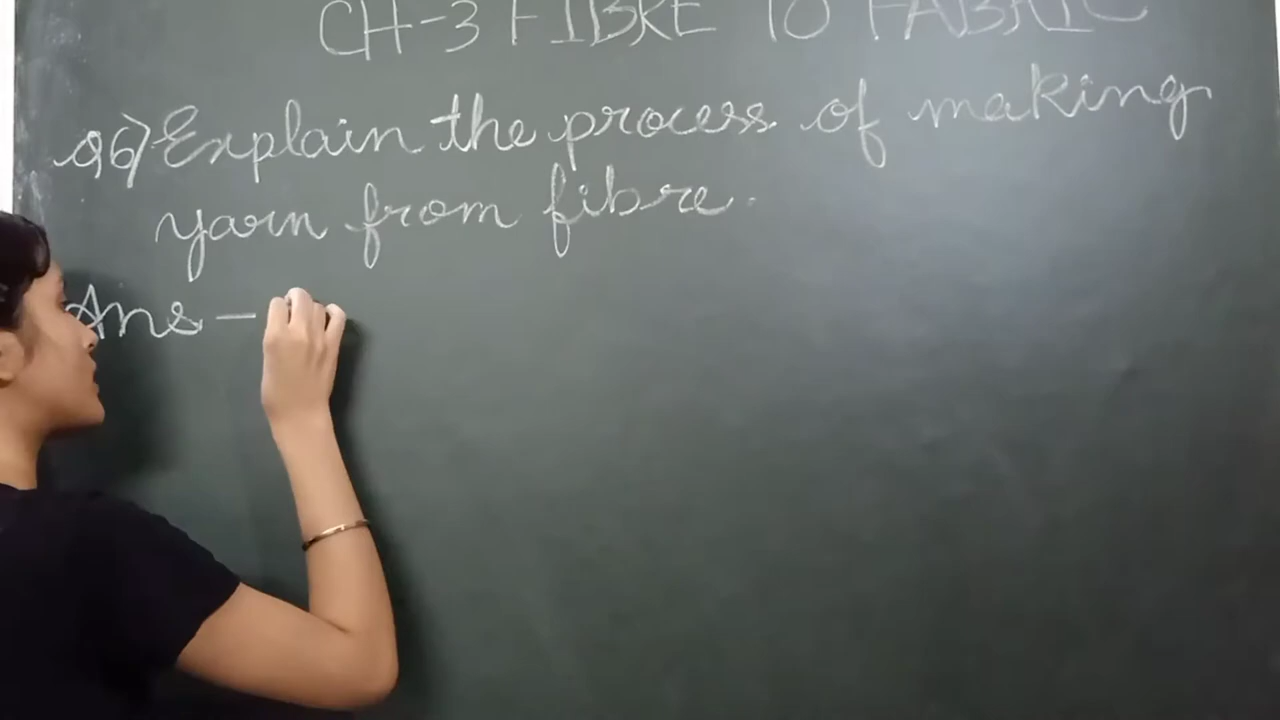 CH-3 FIBRE TO FABRIC
Q6) Explain the process of making
yarn from fibre.
Ans -